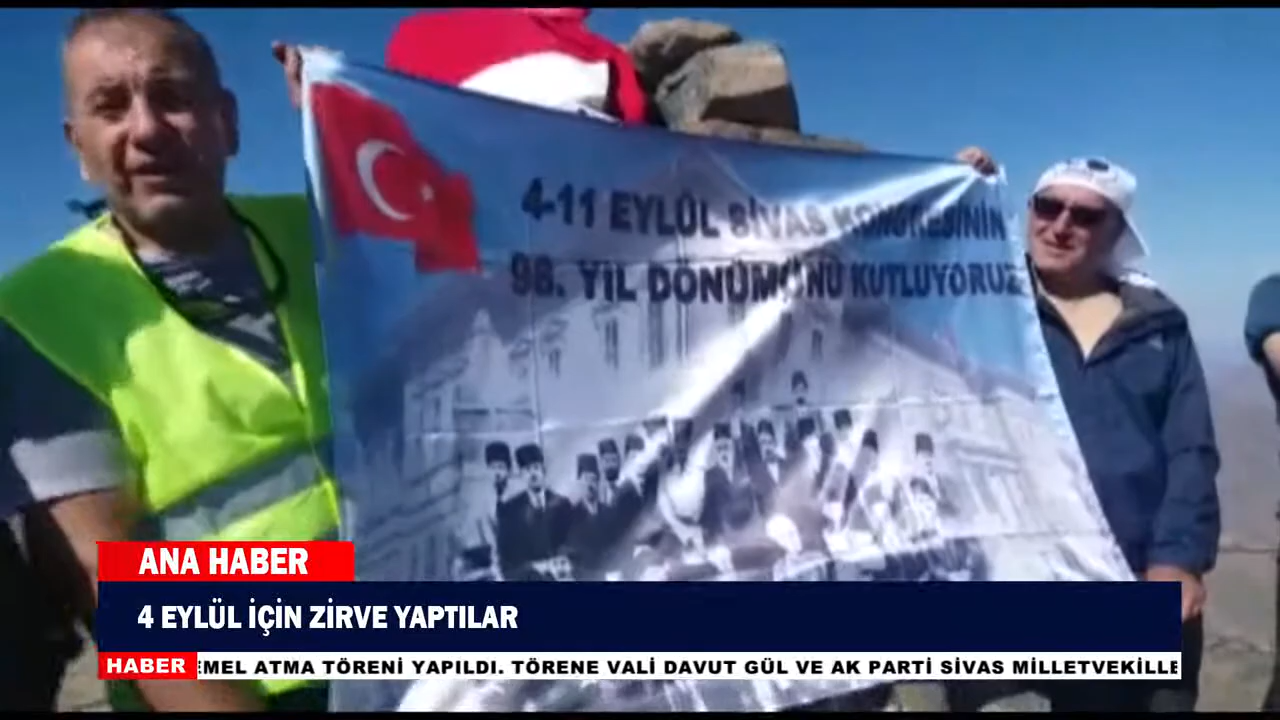 4-11 EYLÜL SİVAS KONGRESİNİN
98. YIL DÖNÜMÜNÜ KUTLUYORUZ
ANA HABER
4 EYLÜL İÇİN ZİRVE YAPTILAR
HABER
EMEL ATMA TÖRENİ YAPILDI. TÖRENE VALİ DAVUT GÜL VE AK PARTİ SİVAS MİLLETVEKİLLE